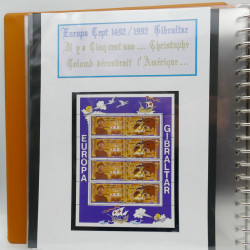 Europa Cept 1492/1992 Gibraltar
Il y a Cinq cent ans ... Christophe
Colomb découvrait l'Amérique...
EUROPA
GIBRALTAR